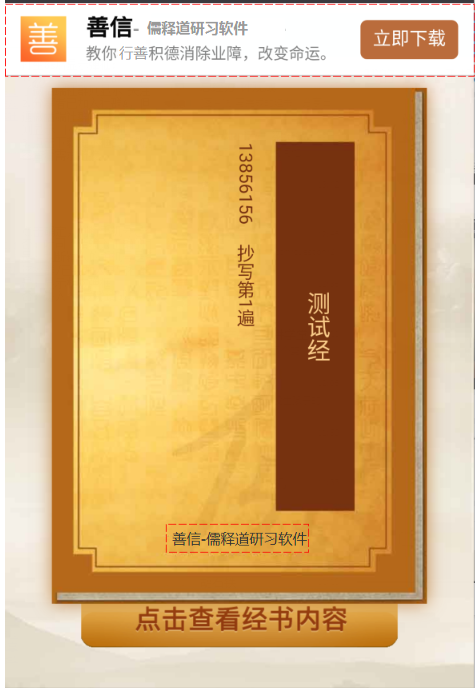 善
善信- 儒释道研习软件
教你行善积德消除业障，改变命运。
立即下载
测试经
13856156 抄写第1遍
善信-儒释道研习软件
点击查看经书内容